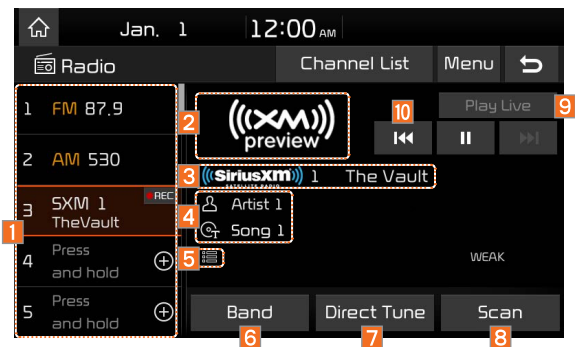 Jan. 1 12:00 AM
Radio Channel List Menu
1 FM 87.9
2 AM 530
3 SXM 1 REC
TheVault
4 Press
and hold
5 Press
and hold
1
2
((XM))
preview
10
Play Live
9
3
((SiriusXM)) 1 The Vault
SATELLITE RADIO
4
Artist 1
Song 1
5
WEAK
Band Direct Tune Scan
6 7 8